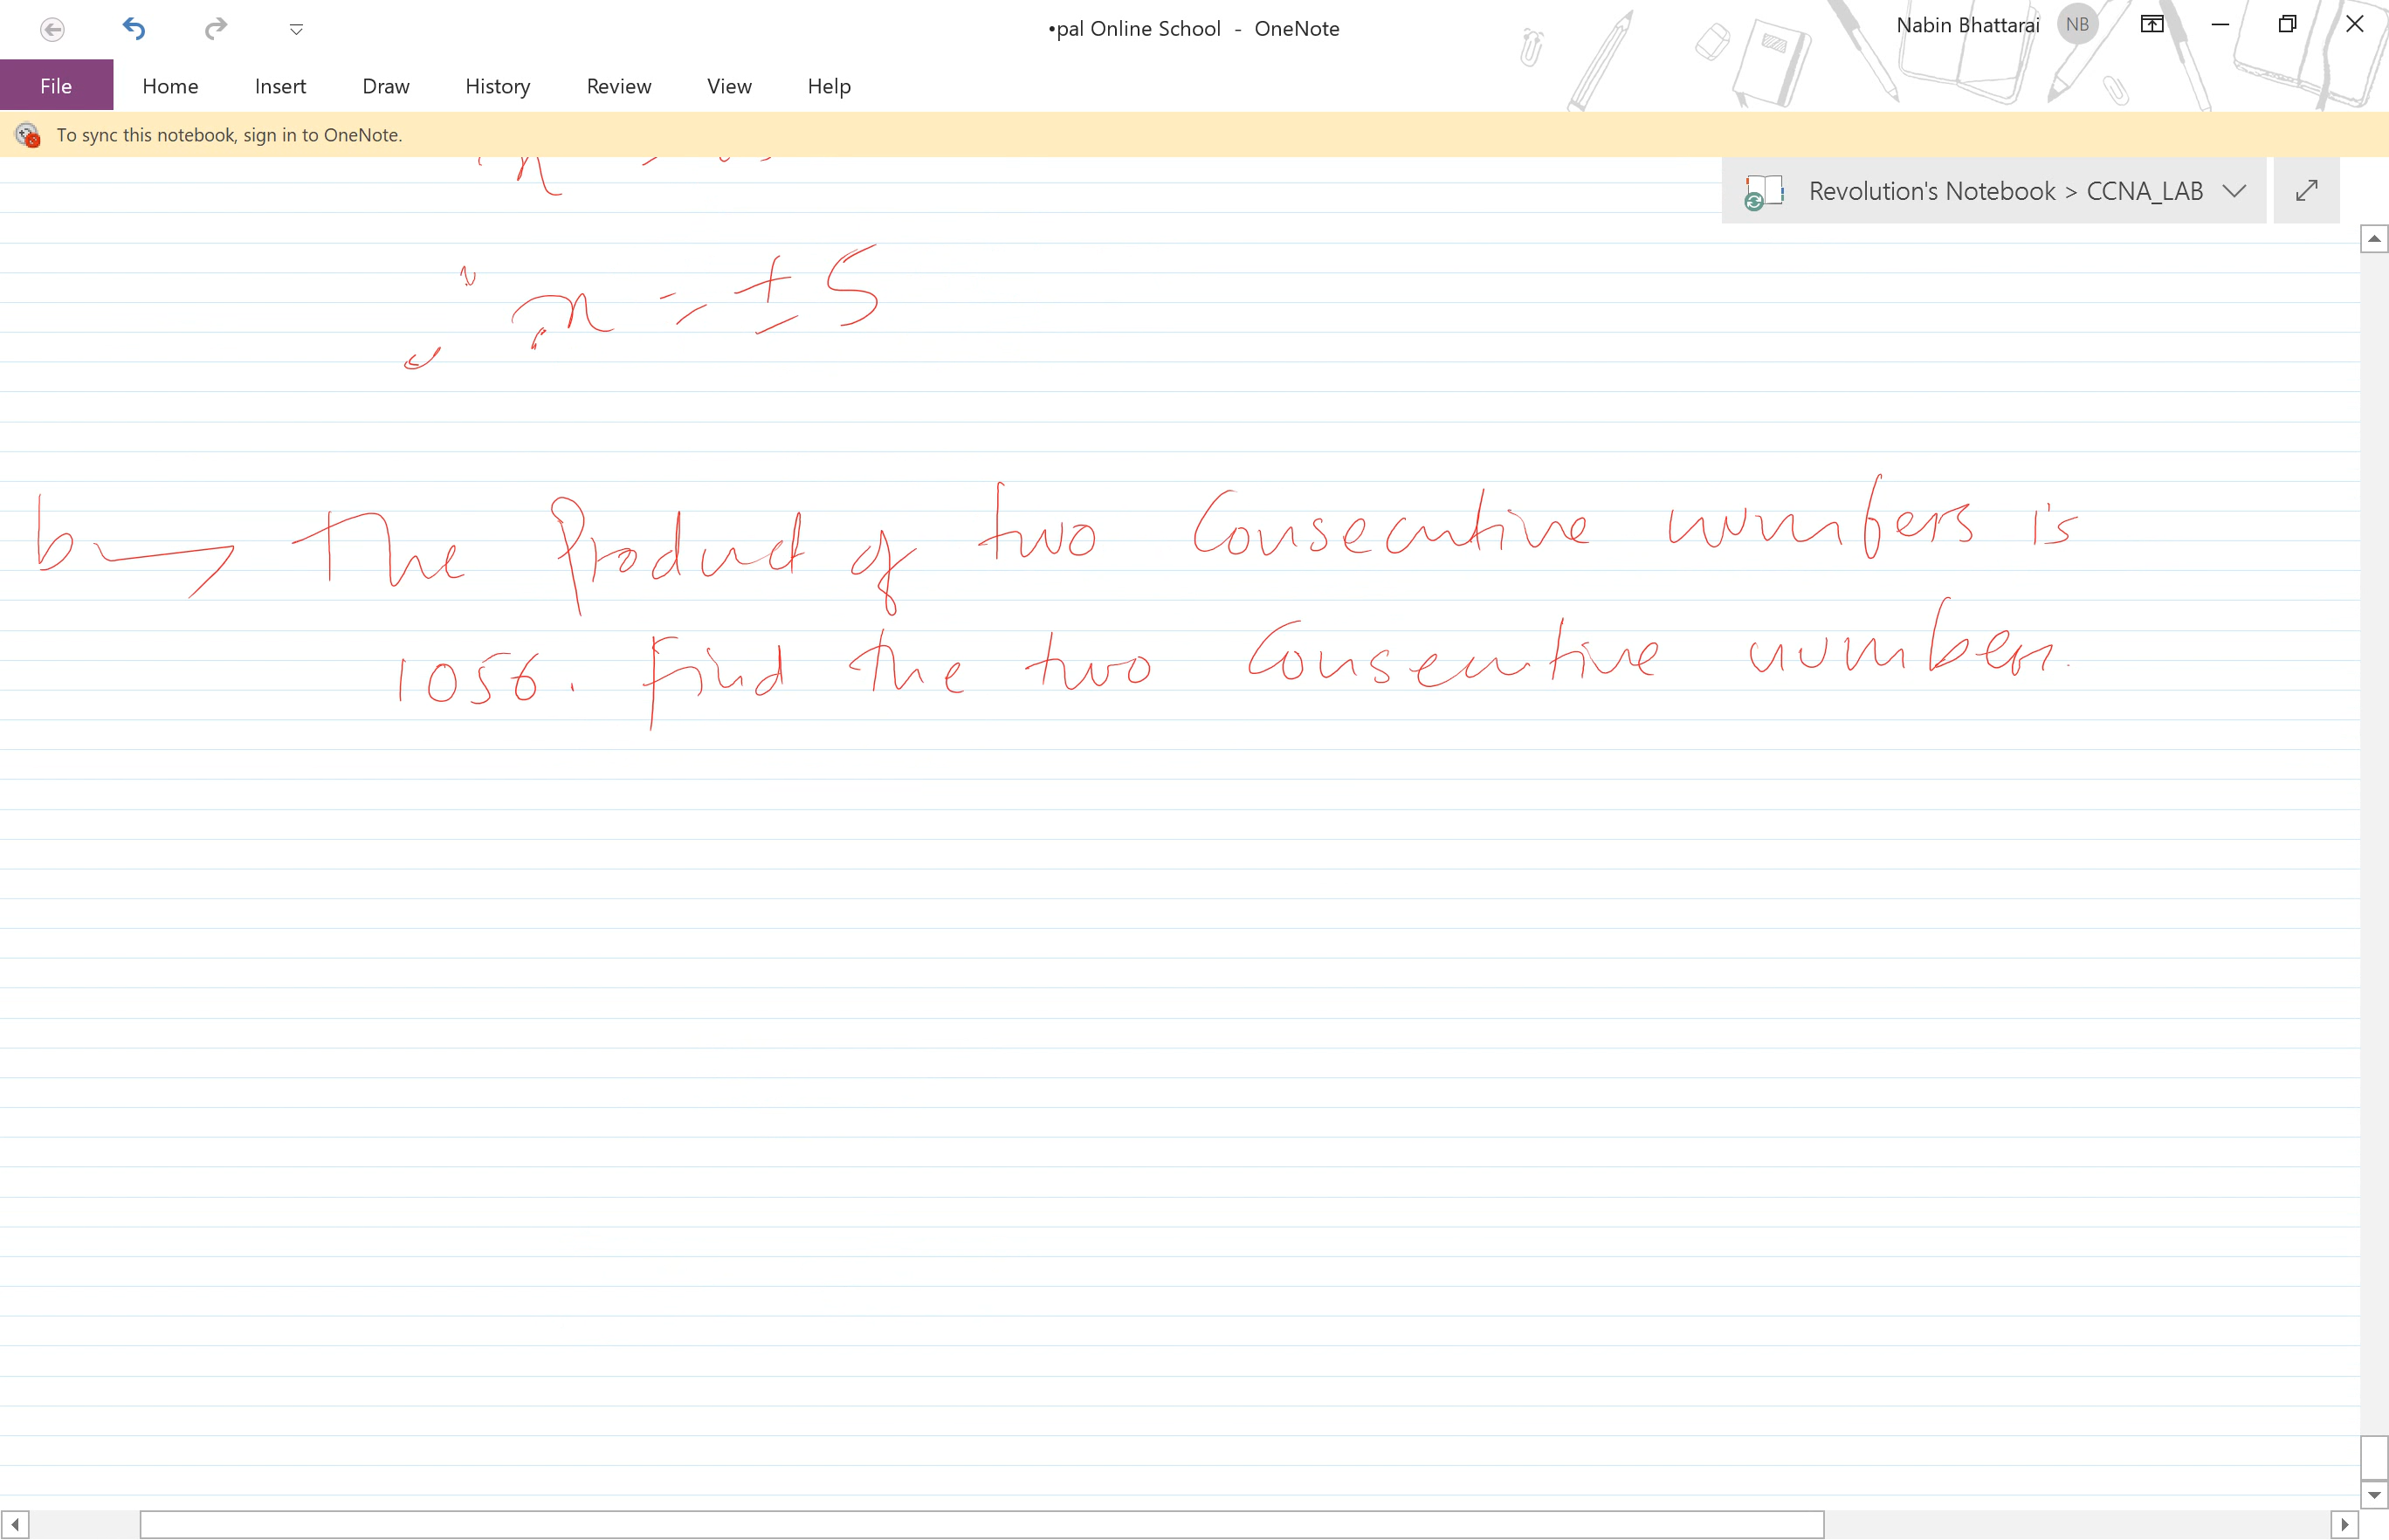 •pal Online School - OneNote
Nabin Bhattarai NB
File Home Insert Draw History Review View Help
To sync this notebook, sign in to OneNote.
Revolution's Notebook > CCNA_LAB
x = ± 5
b → The Product of two Consecutive numbers is
1056. Find the two Consecutive number.